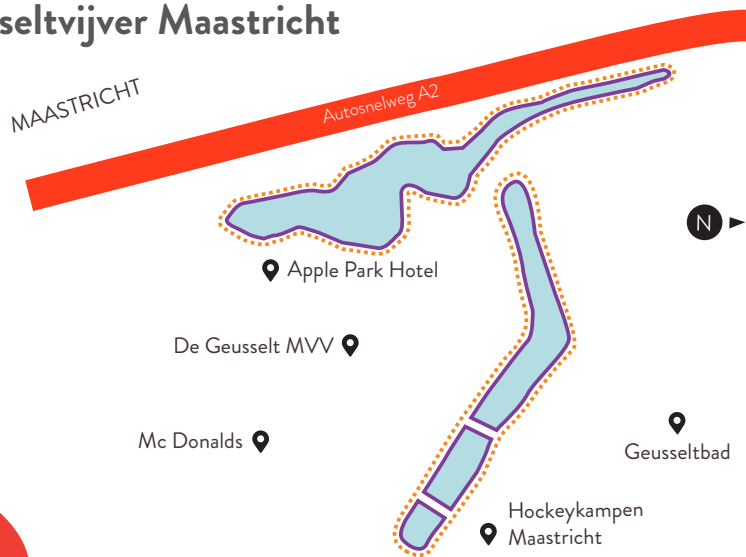 seltvijver Maastricht
MAASTRICHT
Autosnelweg A2
N
Apple Park Hotel
De Geusselt MVV
Mc Donalds
Geusseltbad
Hockeykampen
Maastricht